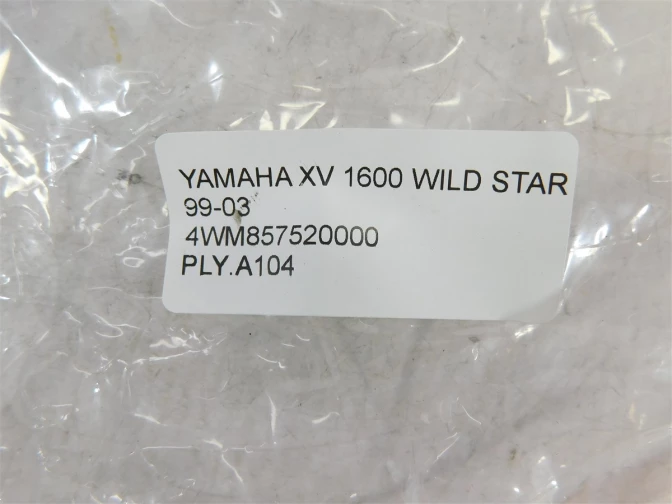 YAMAHA XV 1600 WILD STAR
99-03
4WM857520000
PLY.A104